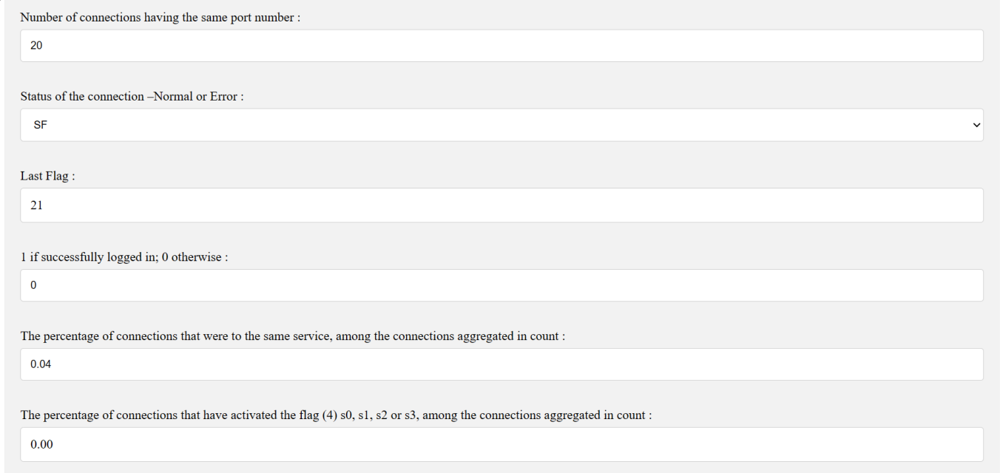 Number of connections having the same port number :
20
Status of the connection –Normal or Error :
SF
Last Flag :
21
1 if successfully logged in; 0 otherwise :
0
The percentage of connections that were to the same service, among the connections aggregated in count :
0.04
The percentage of connections that have activated the flag (4) s0, s1, s2 or s3, among the connections aggregated in count :
0.00